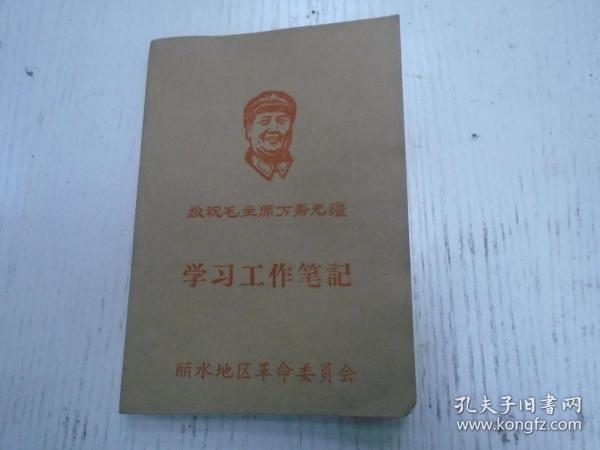 敬祝毛主席万寿无疆
学习工作笔記
丽水地区革命委員会
孔夫子旧书网
www.kongfz.com